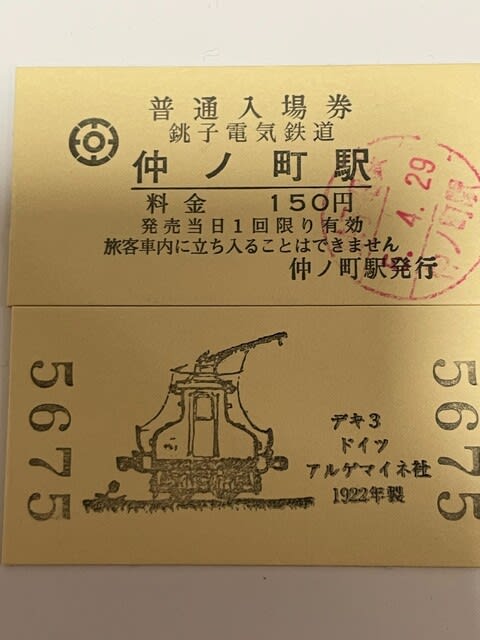 普通入場券
銚子電気鉄道
仲ノ町駅
料金 150円
発売当日1回限り有効
旅客車内に立ち入ることはできません
仲ノ町駅発行
4.29
仲ノ町駅
5675
デキ3
ドイツ
アルゲマイネ社
1922年製
5675